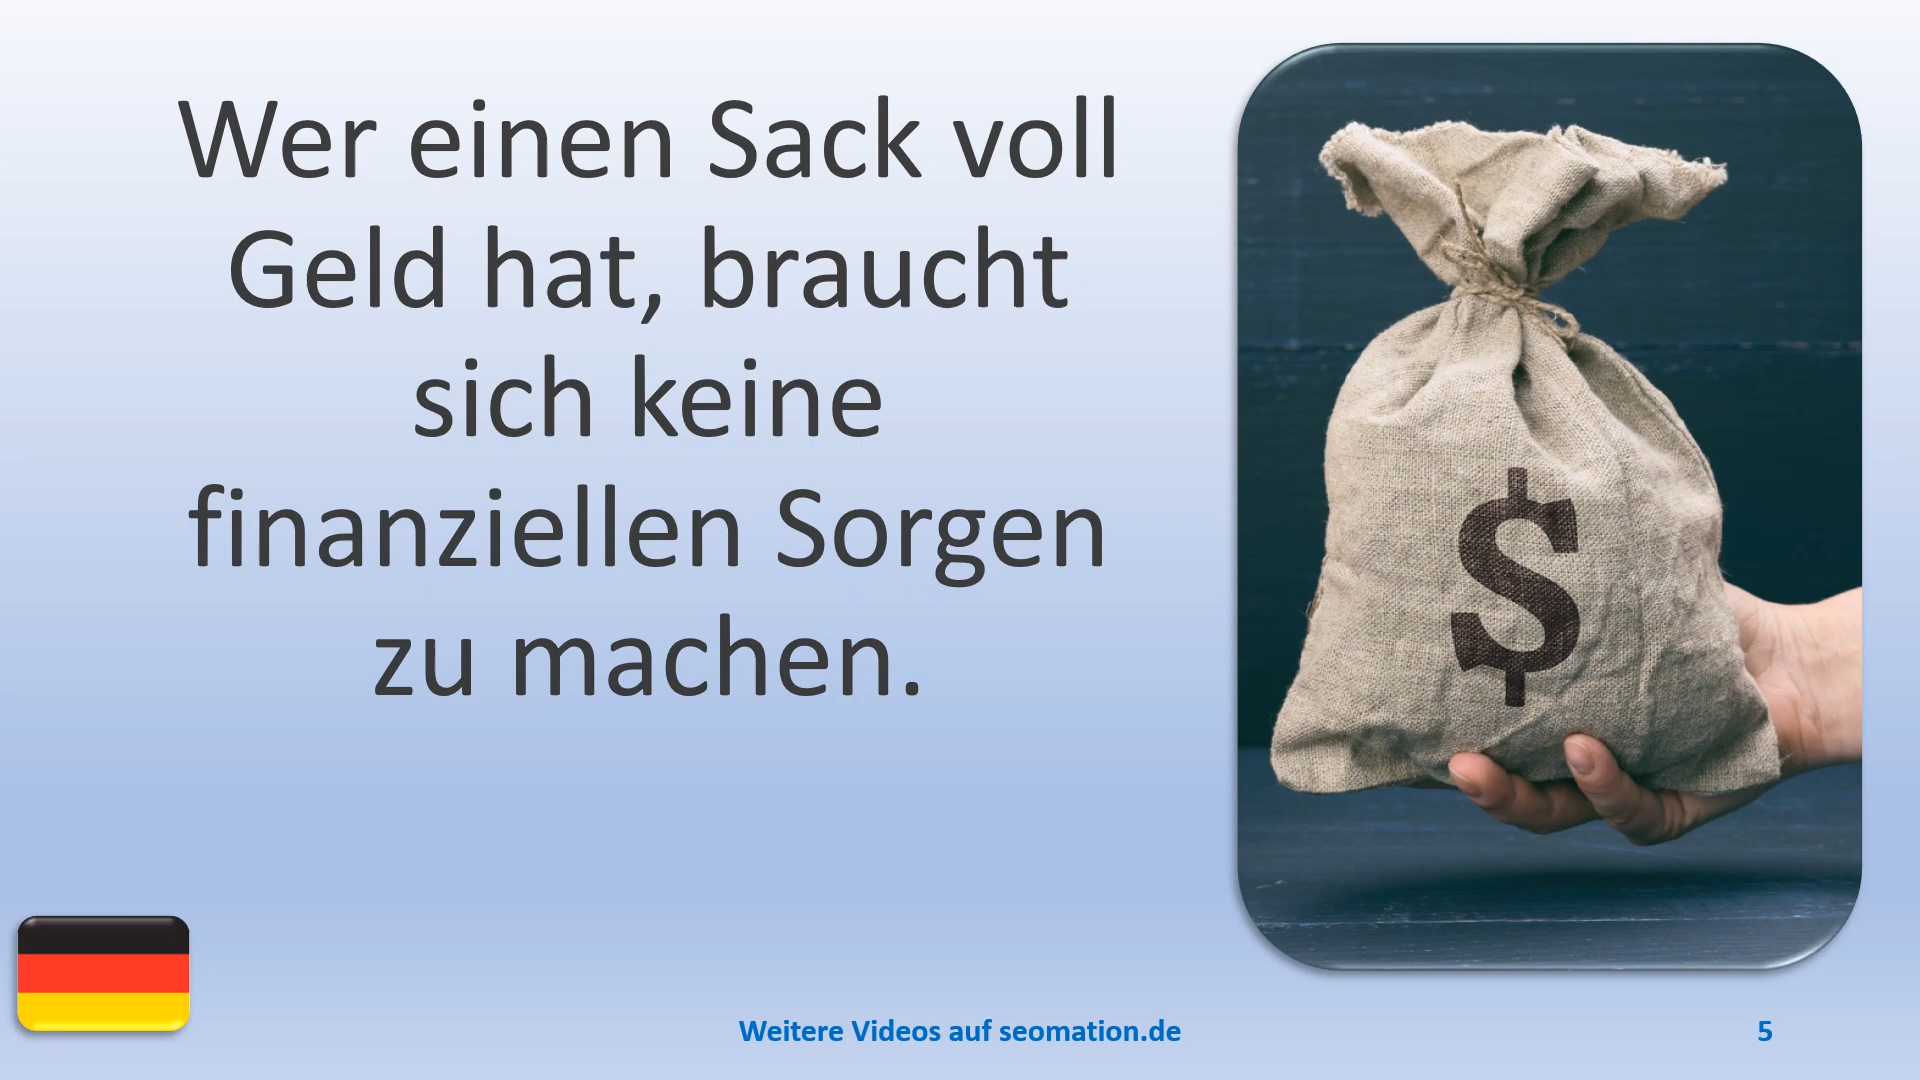 Wer einen Sack voll
Geld hat, braucht
sich keine
finanziellen Sorgen
zu machen.
$
Weitere Videos auf seomation.de
5